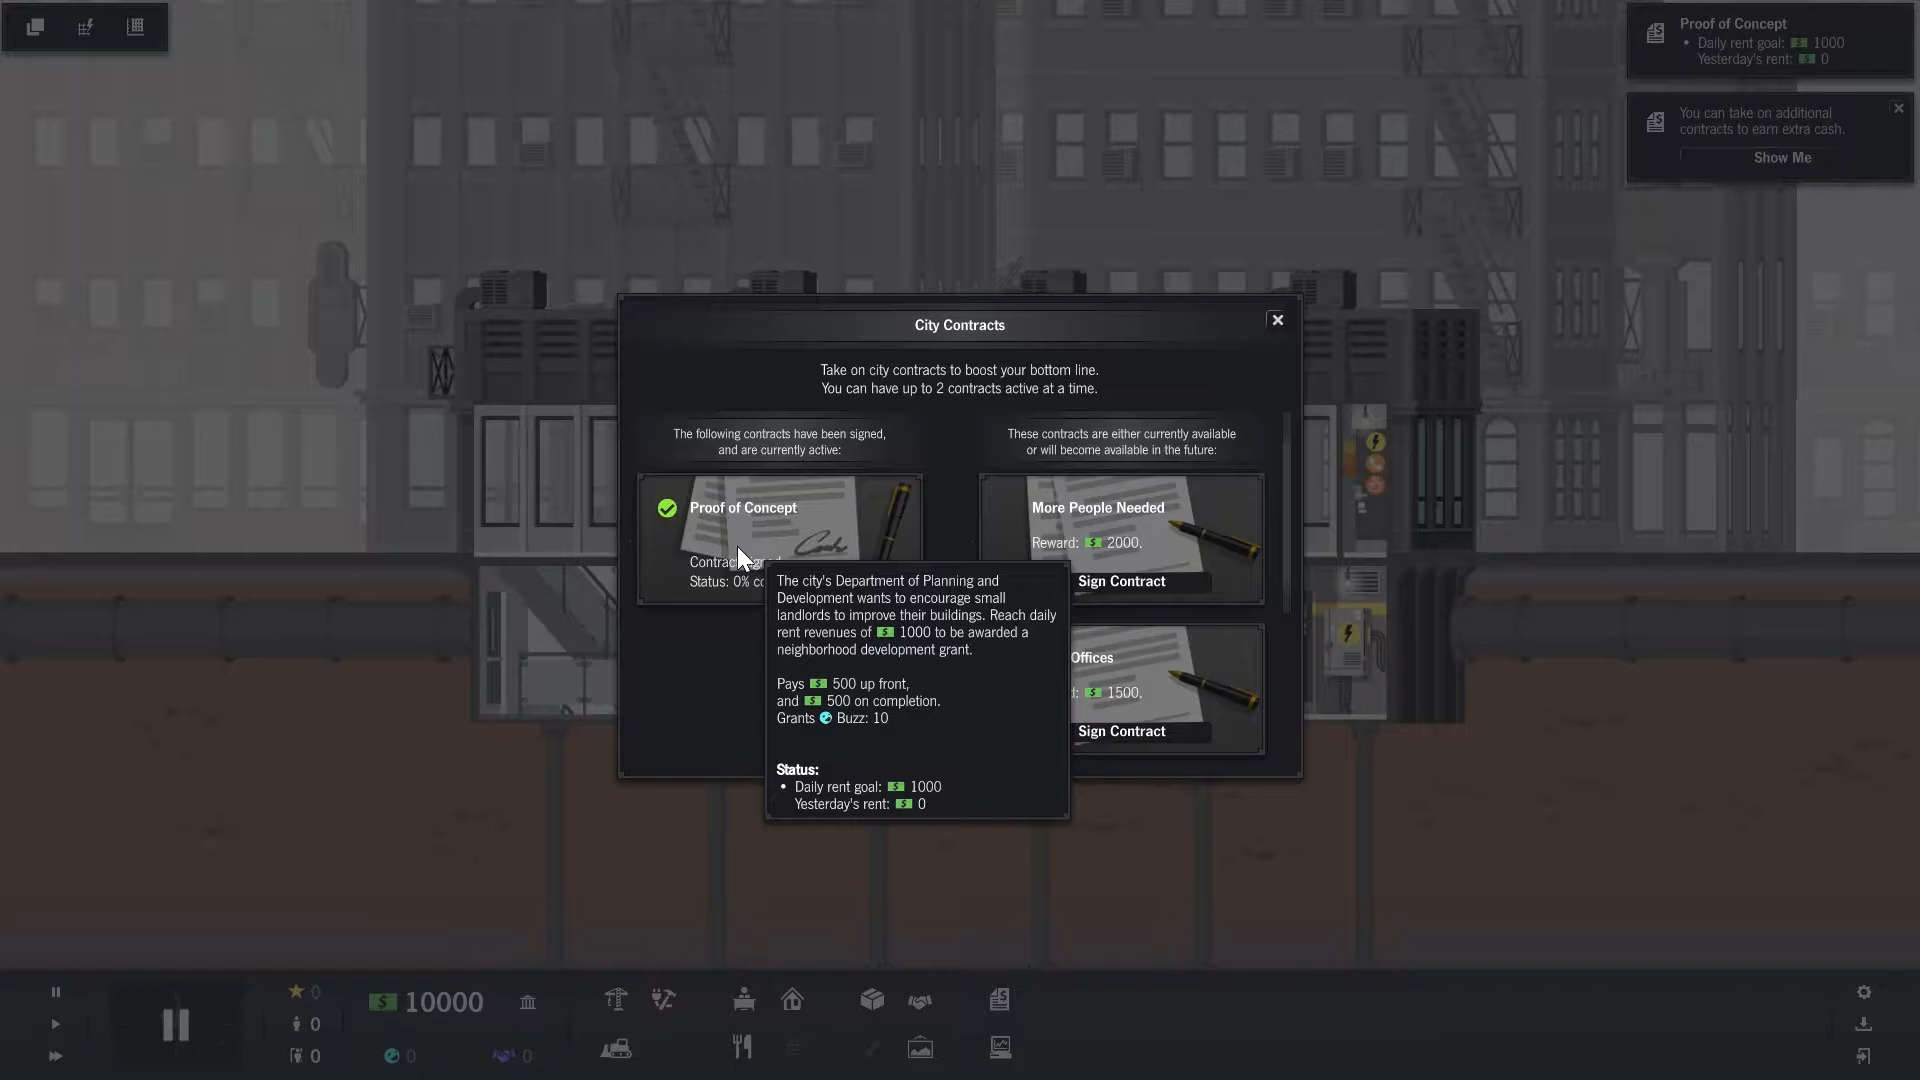 Proof of Concept
• Daily rent goal: 1000
Yesterday's rent: 0
You can take on additional
contracts to earn extra cash.
Show Me
City Contracts
Take on city contracts to boost your bottom line.
You can have up to 2 contracts active at a time.
The following contracts have been signed,
and are currently active:
Proof of Concept
Status: 0%
These contracts are either currently available
or will become available in the future:
More People Needed
Reward: $ 2000.
Sign Contract
Offices
$ 1500.
Sign Contract
The city's Department of Planning and
Development wants to encourage small
landlords to improve their buildings. Reach daily
rent revenues of $ 1000 to be awarded a
neighborhood development grant.
Pays $ 500 up front,
and $ 500 on completion.
Grants Buzz: 10
Status:
• Daily rent goal: $ 1000
Yesterday's rent: $ 0
0
0
0
$ 10000
0
0